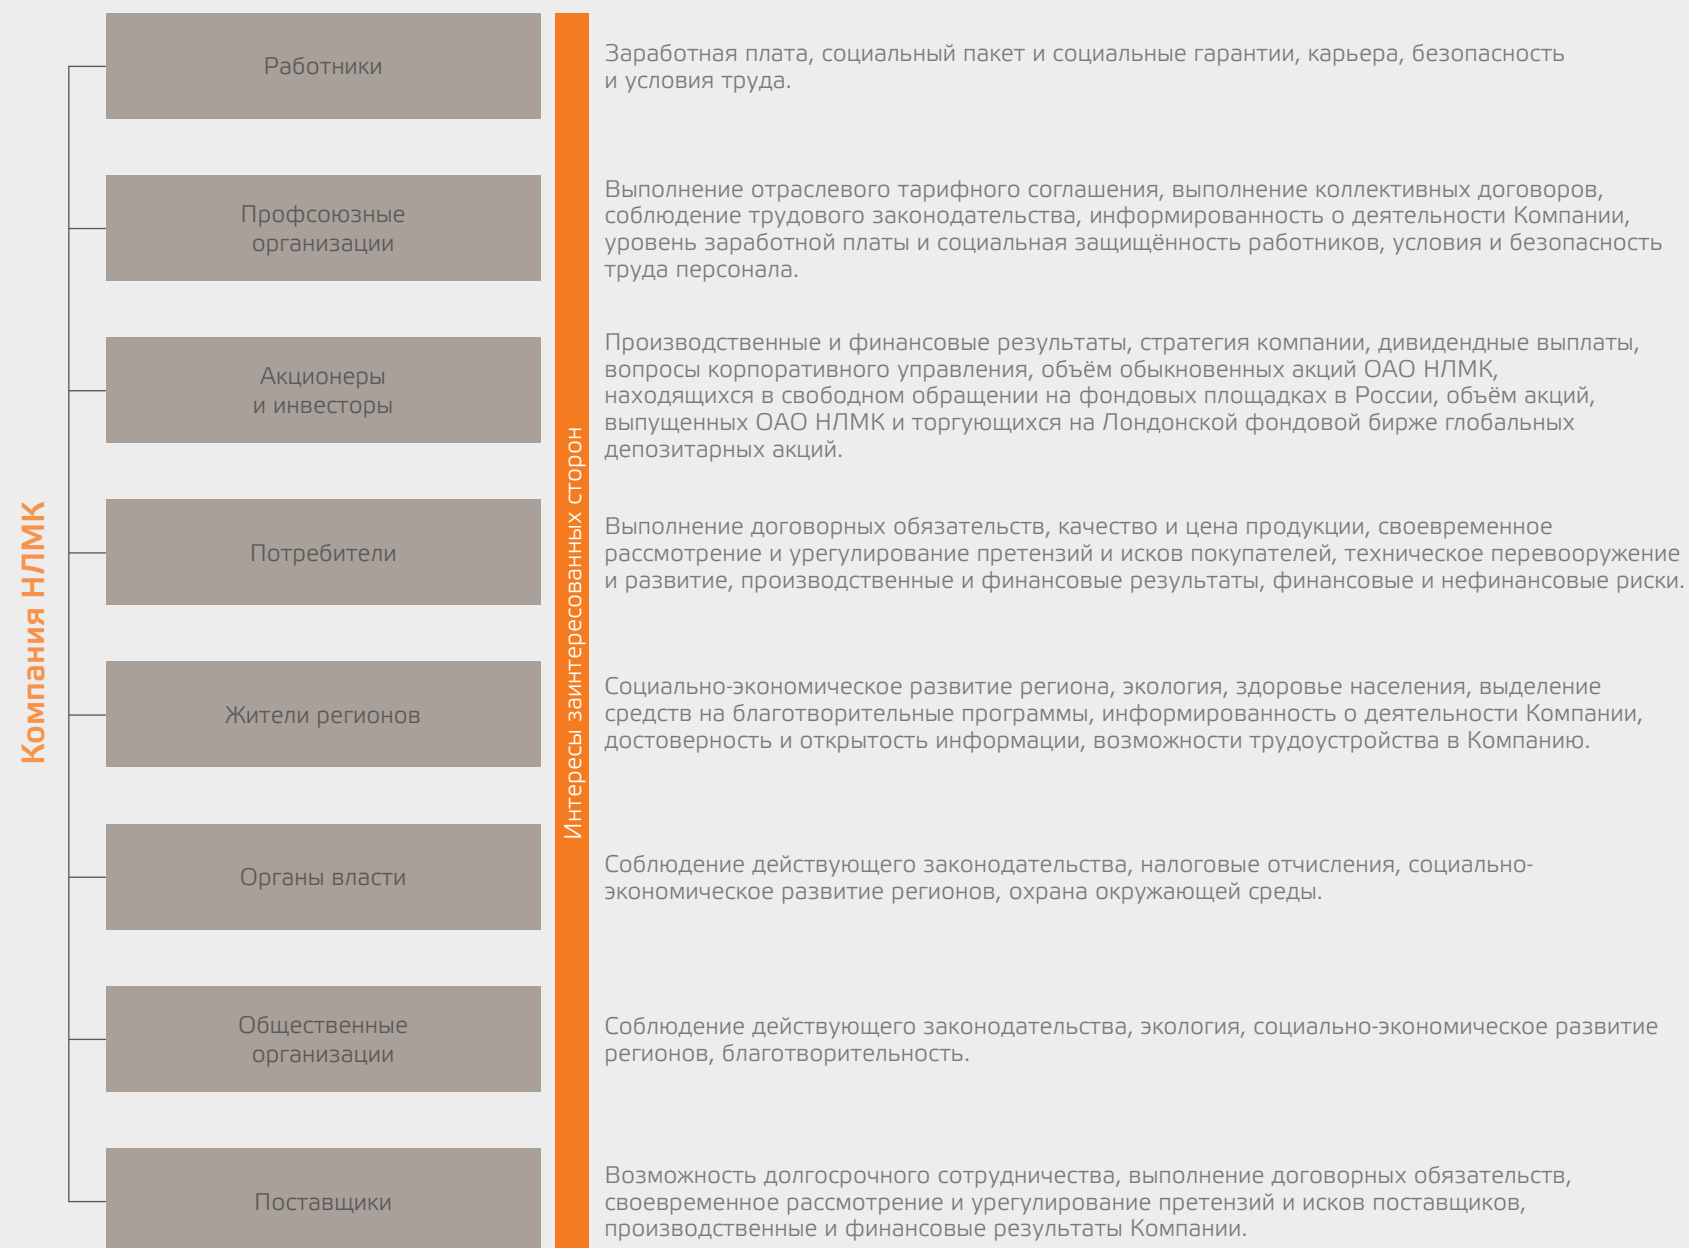 Компания НЛМК
Интересы заинтересованных сторон
Работники
Заработная плата, социальный пакет и социальные гарантии, карьера, безопасность
и условия труда.
Профсоюзные
организации
Выполнение отраслевого тарифного соглашения, выполнение коллективных договоров,
соблюдение трудового законодательства, информированность о деятельности Компании,
уровень заработной платы и социальная защищённость работников, условия и безопасность
труда персонала.
Акционеры
и инвесторы
Производственные и финансовые результаты, стратегия компании, дивидендные выплаты,
вопросы корпоративного управления, объём обыкновенных акций ОАО НЛМК,
находящихся в свободном обращении на фондовых площадках в России, объём акций,
выпущенных ОАО НЛМК и торгующихся на Лондонской фондовой бирже глобальных
депозитарных акций.
Потребители
Выполнение договорных обязательств, качество и цена продукции, своевременное
рассмотрение и урегулирование претензий и исков покупателей, техническое перевооружение
и развитие, производственные и финансовые результаты, финансовые и нефинансовые риски.
Жители регионов
Социально-экономическое развитие региона, экология, здоровье населения, выделение
средств на благотворительные программы, информированность о деятельности Компании,
достоверность и открытость информации, возможности трудоустройства в Компанию.
Органы власти
Соблюдение действующего законодательства, налоговые отчисления, социально-
экономическое развитие регионов, охрана окружающей среды.
Общественные
организации
Соблюдение действующего законодательства, экология, социально-экономическое развитие
регионов, благотворительность.
Поставщики
Возможность долгосрочного сотрудничества, выполнение договорных обязательств,
своевременное рассмотрение и урегулирование претензий и исков поставщиков,
производственные и финансовые результаты Компании.